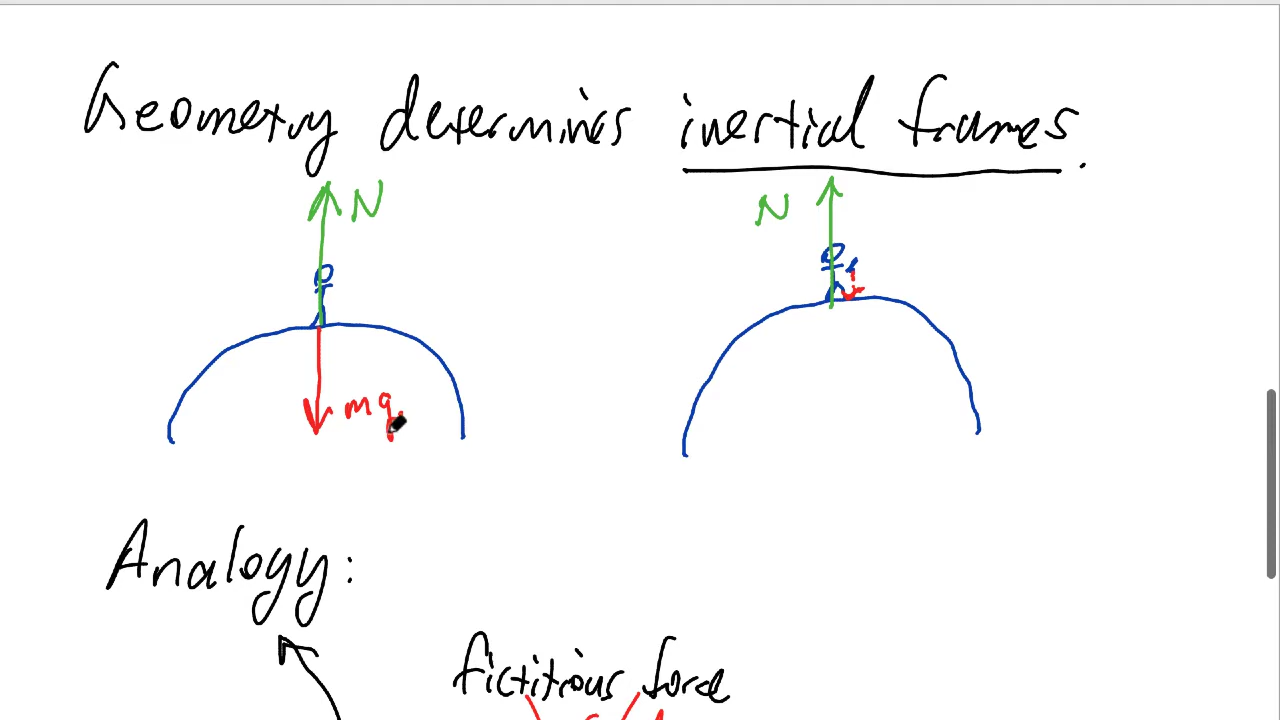 Geometry determines inertial frames.
N
N
mg
Analogy:
fictitious force